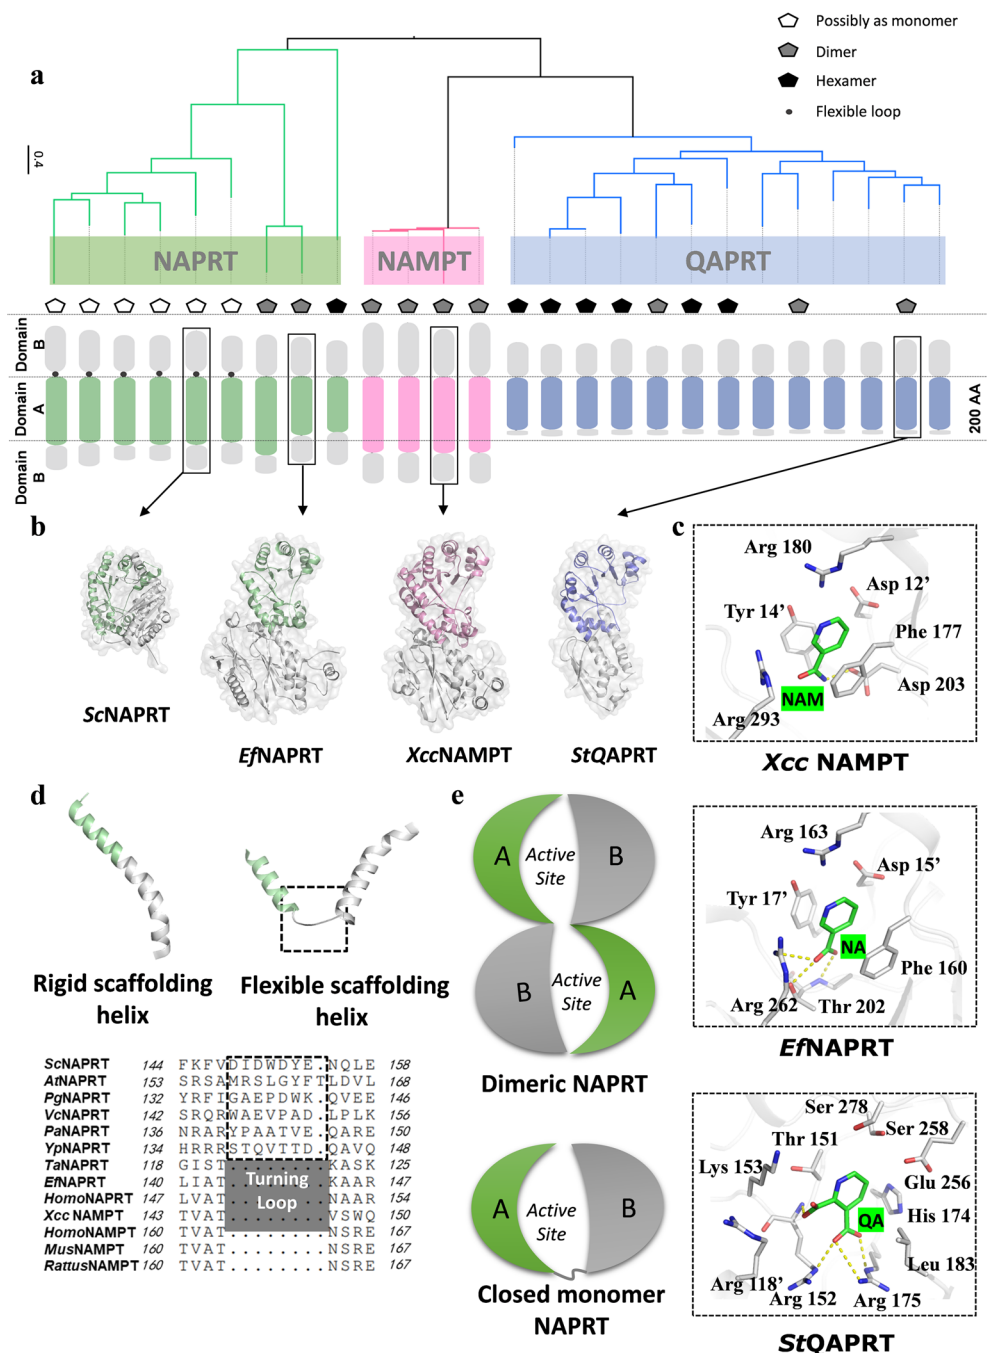 a
Possibly as monomer
Dimer
Hexamer
Flexible loop
0.4
NAPRT
NAMPT
QAPRT
Domain B
Domain A
Domain B
200 AA
b
ScNAPRT
EfNAPRT
XccNAMPT
StQAPRT
c
Arg 180
Asp 12’
Tyr 14’
Phe 177
Asp 203
NAM
Arg 293
Xcc NAMPT
Arg 163
Asp 15’
Tyr 17’
NA
Phe 160
Arg 262
Thr 202
EfNAPRT
Ser 278
Ser 258
Thr 151
Lys 153
Glu 256
His 174
QA
Leu 183
Arg 118’
Arg 152
Arg 175
StQAPRT
d
Rigid scaffolding
helix
Flexible scaffolding
helix
ScNAPRT 144 FKFVDIDWDYE.NQLE 158
AtNAPRT 153 SRSAMRSLGYFTLDVL 168
PgNAPRT 132 YRFIGAEPDWK.QVEE 146
VcNAPRT 142 SRQRWAEVPAD.LPLK 156
PaNAPRT 136 NRARYPAATVE.QARE 150
YpNAPRT 134 HRRRSTQVTTD.QAVQ 148
TaNAPRT 118 GIST........KASK 125
EfNAPRT 140 LIAT........KAAR 147
HomoNAPRT 147 LVAT........NAAR 154
Xcc NAMPT 143 TVAT........VSWQ 150
HomoNAMPT 160 TVAT........NSRE 167
MusNAMPT 160 TVAT........NSRE 167
RattusNAMPT 160 TVAT........NSRE 167
Turning
Loop
e
A
Active
Site
B
B
Active
Site
A
Dimeric NAPRT
A
Active
Site
B
Closed monomer
NAPRT